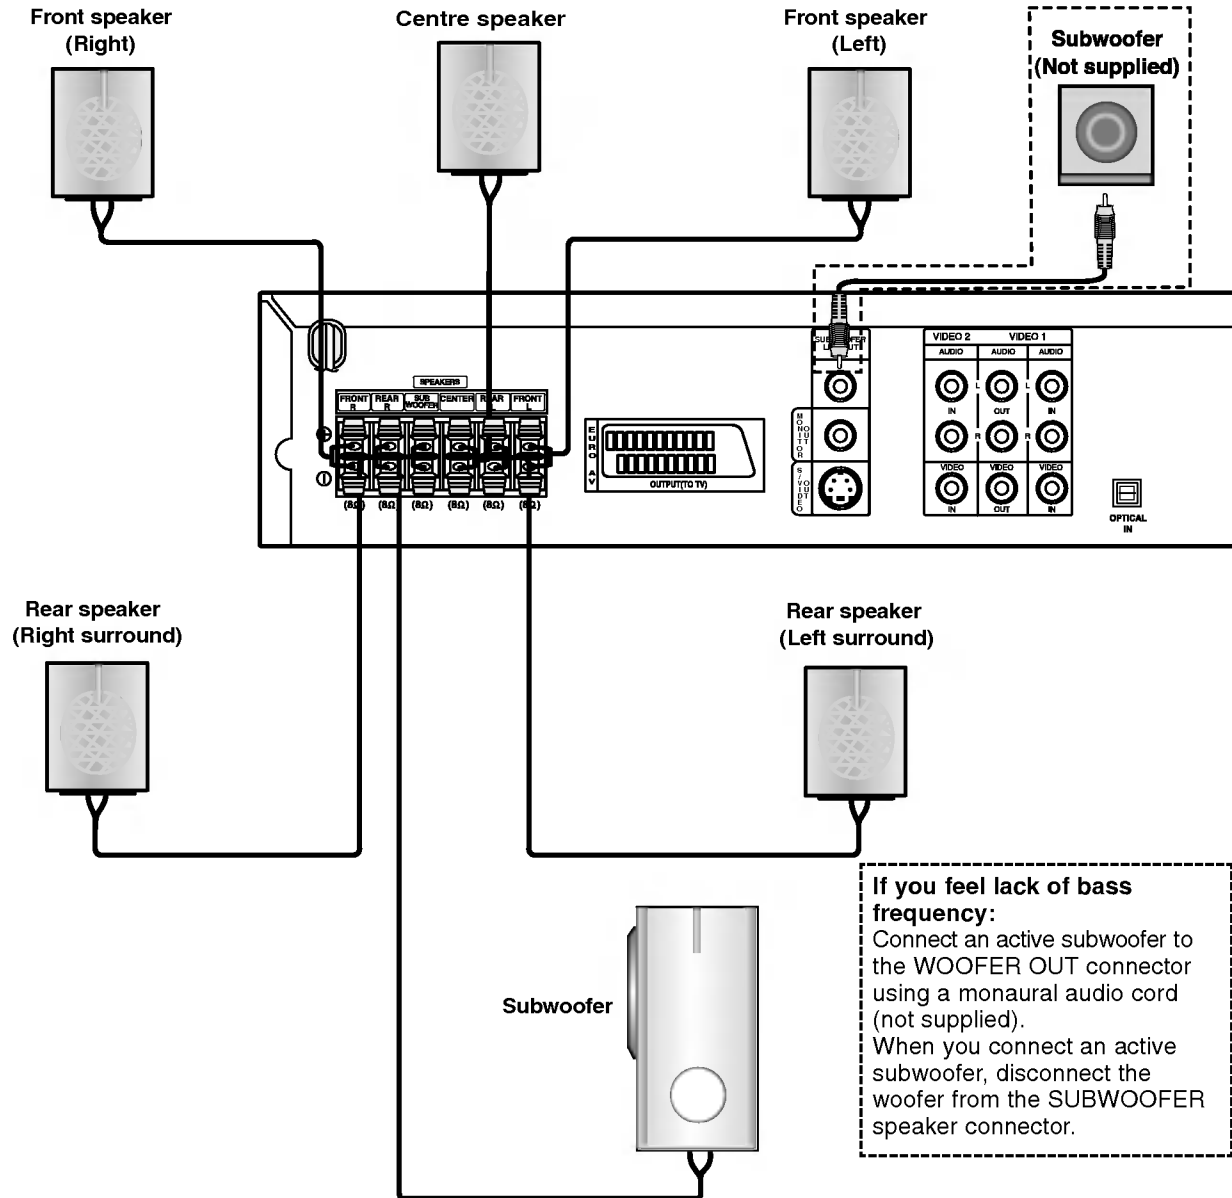 Front speaker
(Right)
Centre speaker
Front speaker
(Left)
Subwoofer
(Not supplied)
SPEAKERS
FRONT R
REAR R
SUB WOOFER
CENTER
REAR L
FRONT L
(8Ω) (8Ω) (8Ω) (8Ω) (8Ω) (8Ω)
EURO AV
OUTPUT(TO TV)
MONITOR OUT
S/VIDEO OUT
VIDEO 2 VIDEO 1
AUDIO AUDIO AUDIO
L L
IN OUT IN
R R
VIDEO VIDEO VIDEO
IN OUT IN
OPTICAL
IN
Rear speaker
(Right surround)
Rear speaker
(Left surround)
Subwoofer
If you feel lack of bass
frequency:
Connect an active subwoofer to
the WOOFER OUT connector
using a monaural audio cord
(not supplied).
When you connect an active
subwoofer, disconnect the
woofer from the SUBWOOFER
speaker connector.